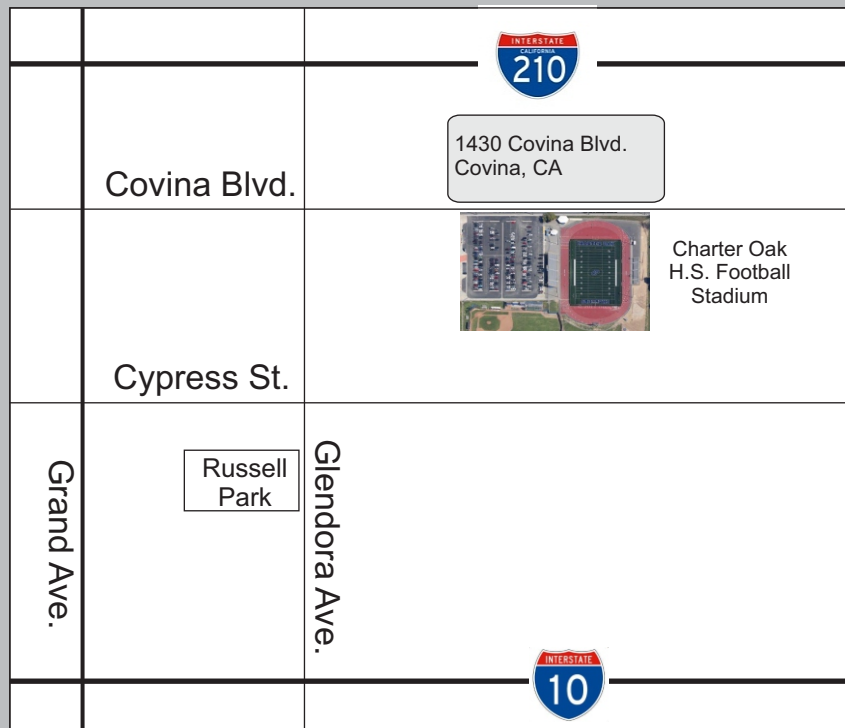 INTERSTATE
CALIFORNIA
210
1430 Covina Blvd.
Covina, CA
Covina Blvd.
Charter Oak
H.S. Football
Stadium
Cypress St.
Russell
Park
Grand Ave.
Glendora Ave.
INTERSTATE
10